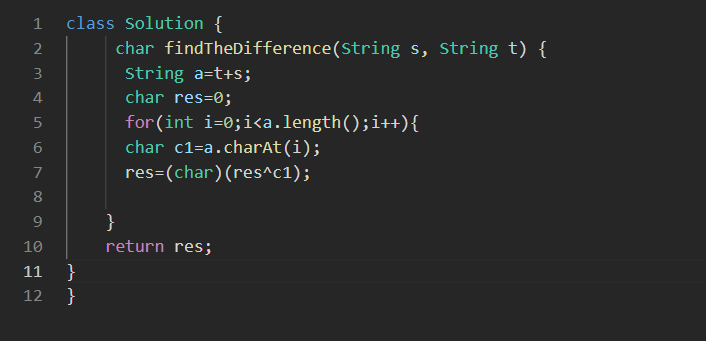 1 class Solution {
2 char findTheDifference(String s, String t) {
3 String a=t+s;
4 char res=0;
5 for(int i=0;i<a.length();i++){
6 char c1=a.charAt(i);
7 res=(char)(res^c1);
8
9 }
10 return res;
11 }
12 }